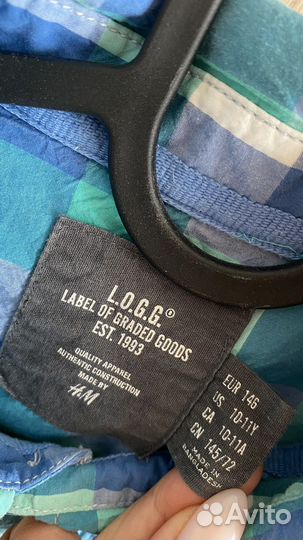 L.O.G.G.®
LABEL OF GRADED GOODS
EST. 1993
QUALITY APPAREL
AUTHENTIC CONSTRUCTION
MADE BY
H&M
EUR 146
US 10-11Y
CA 10-11A
CN 145/72
MADE IN
BANGLADESH
Avito